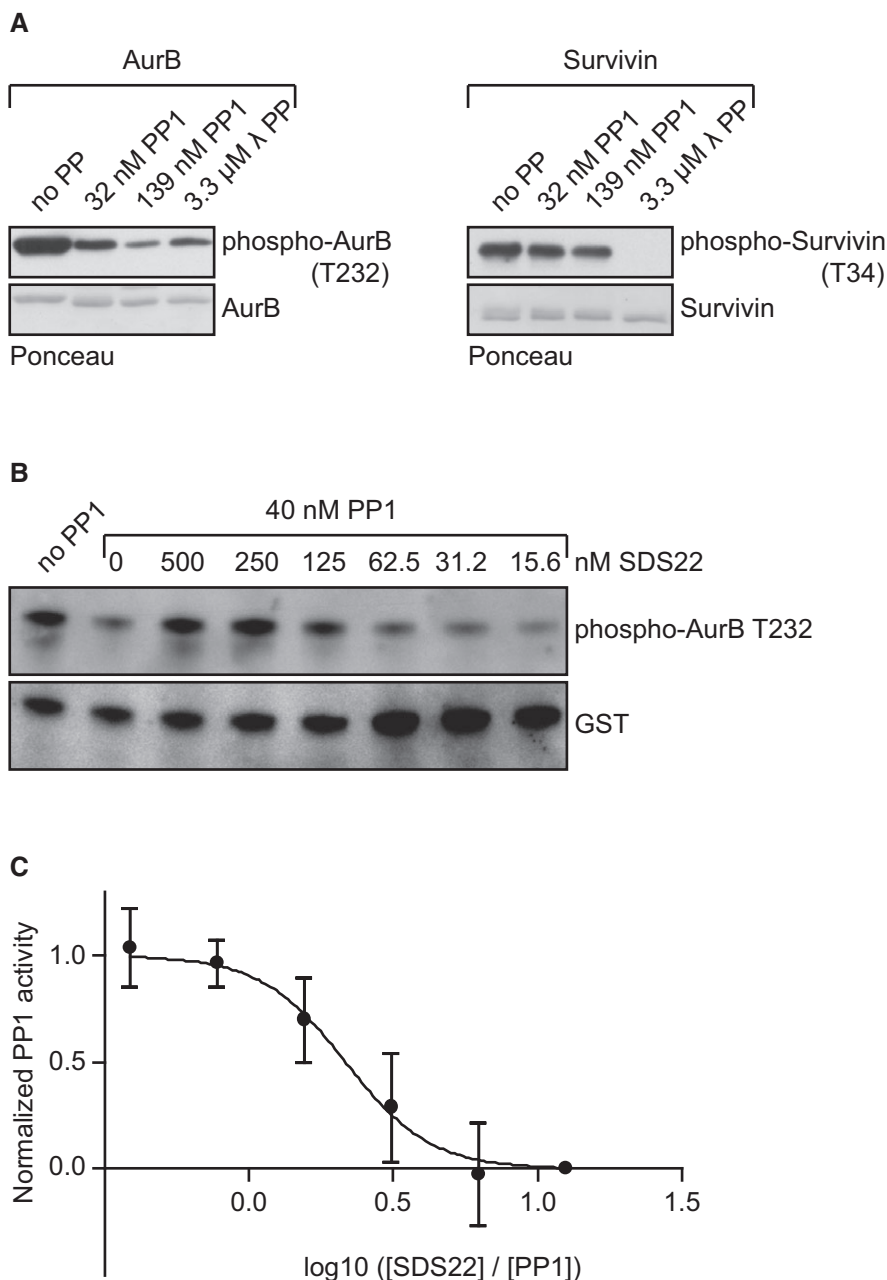 A
AurB
no PP
32 nM PP1
139 nM PP1
3.3 µM λ PP
phospho-AurB
(T232)
AurB
Ponceau
Survivin
no PP
32 nM PP1
139 nM PP1
3.3 µM λ PP
phospho-Survivin
(T34)
Survivin
Ponceau
B
no PP1
40 nM PP1
0 500 250 125 62.5 31.2 15.6 nM SDS22
phospho-AurB T232
GST
C
Normalized PP1 activity
1.0
0.5
0.0
0.0 0.5 1.0 1.5
log10 ([SDS22] / [PP1])